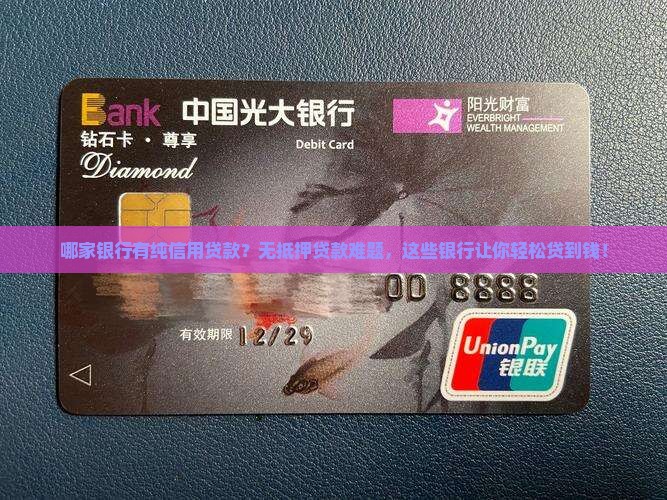 Bank 中国光大银行
阳光财富
EVERBRIGHT
WEALTH MANAGEMENT
钻石卡·尊享
Debit Card
Diamond
哪家银行有纯信用贷款？无抵押贷款难题，这些银行让你轻松贷到钱！
00 8888
有效期限 12/29
UnionPay
银联